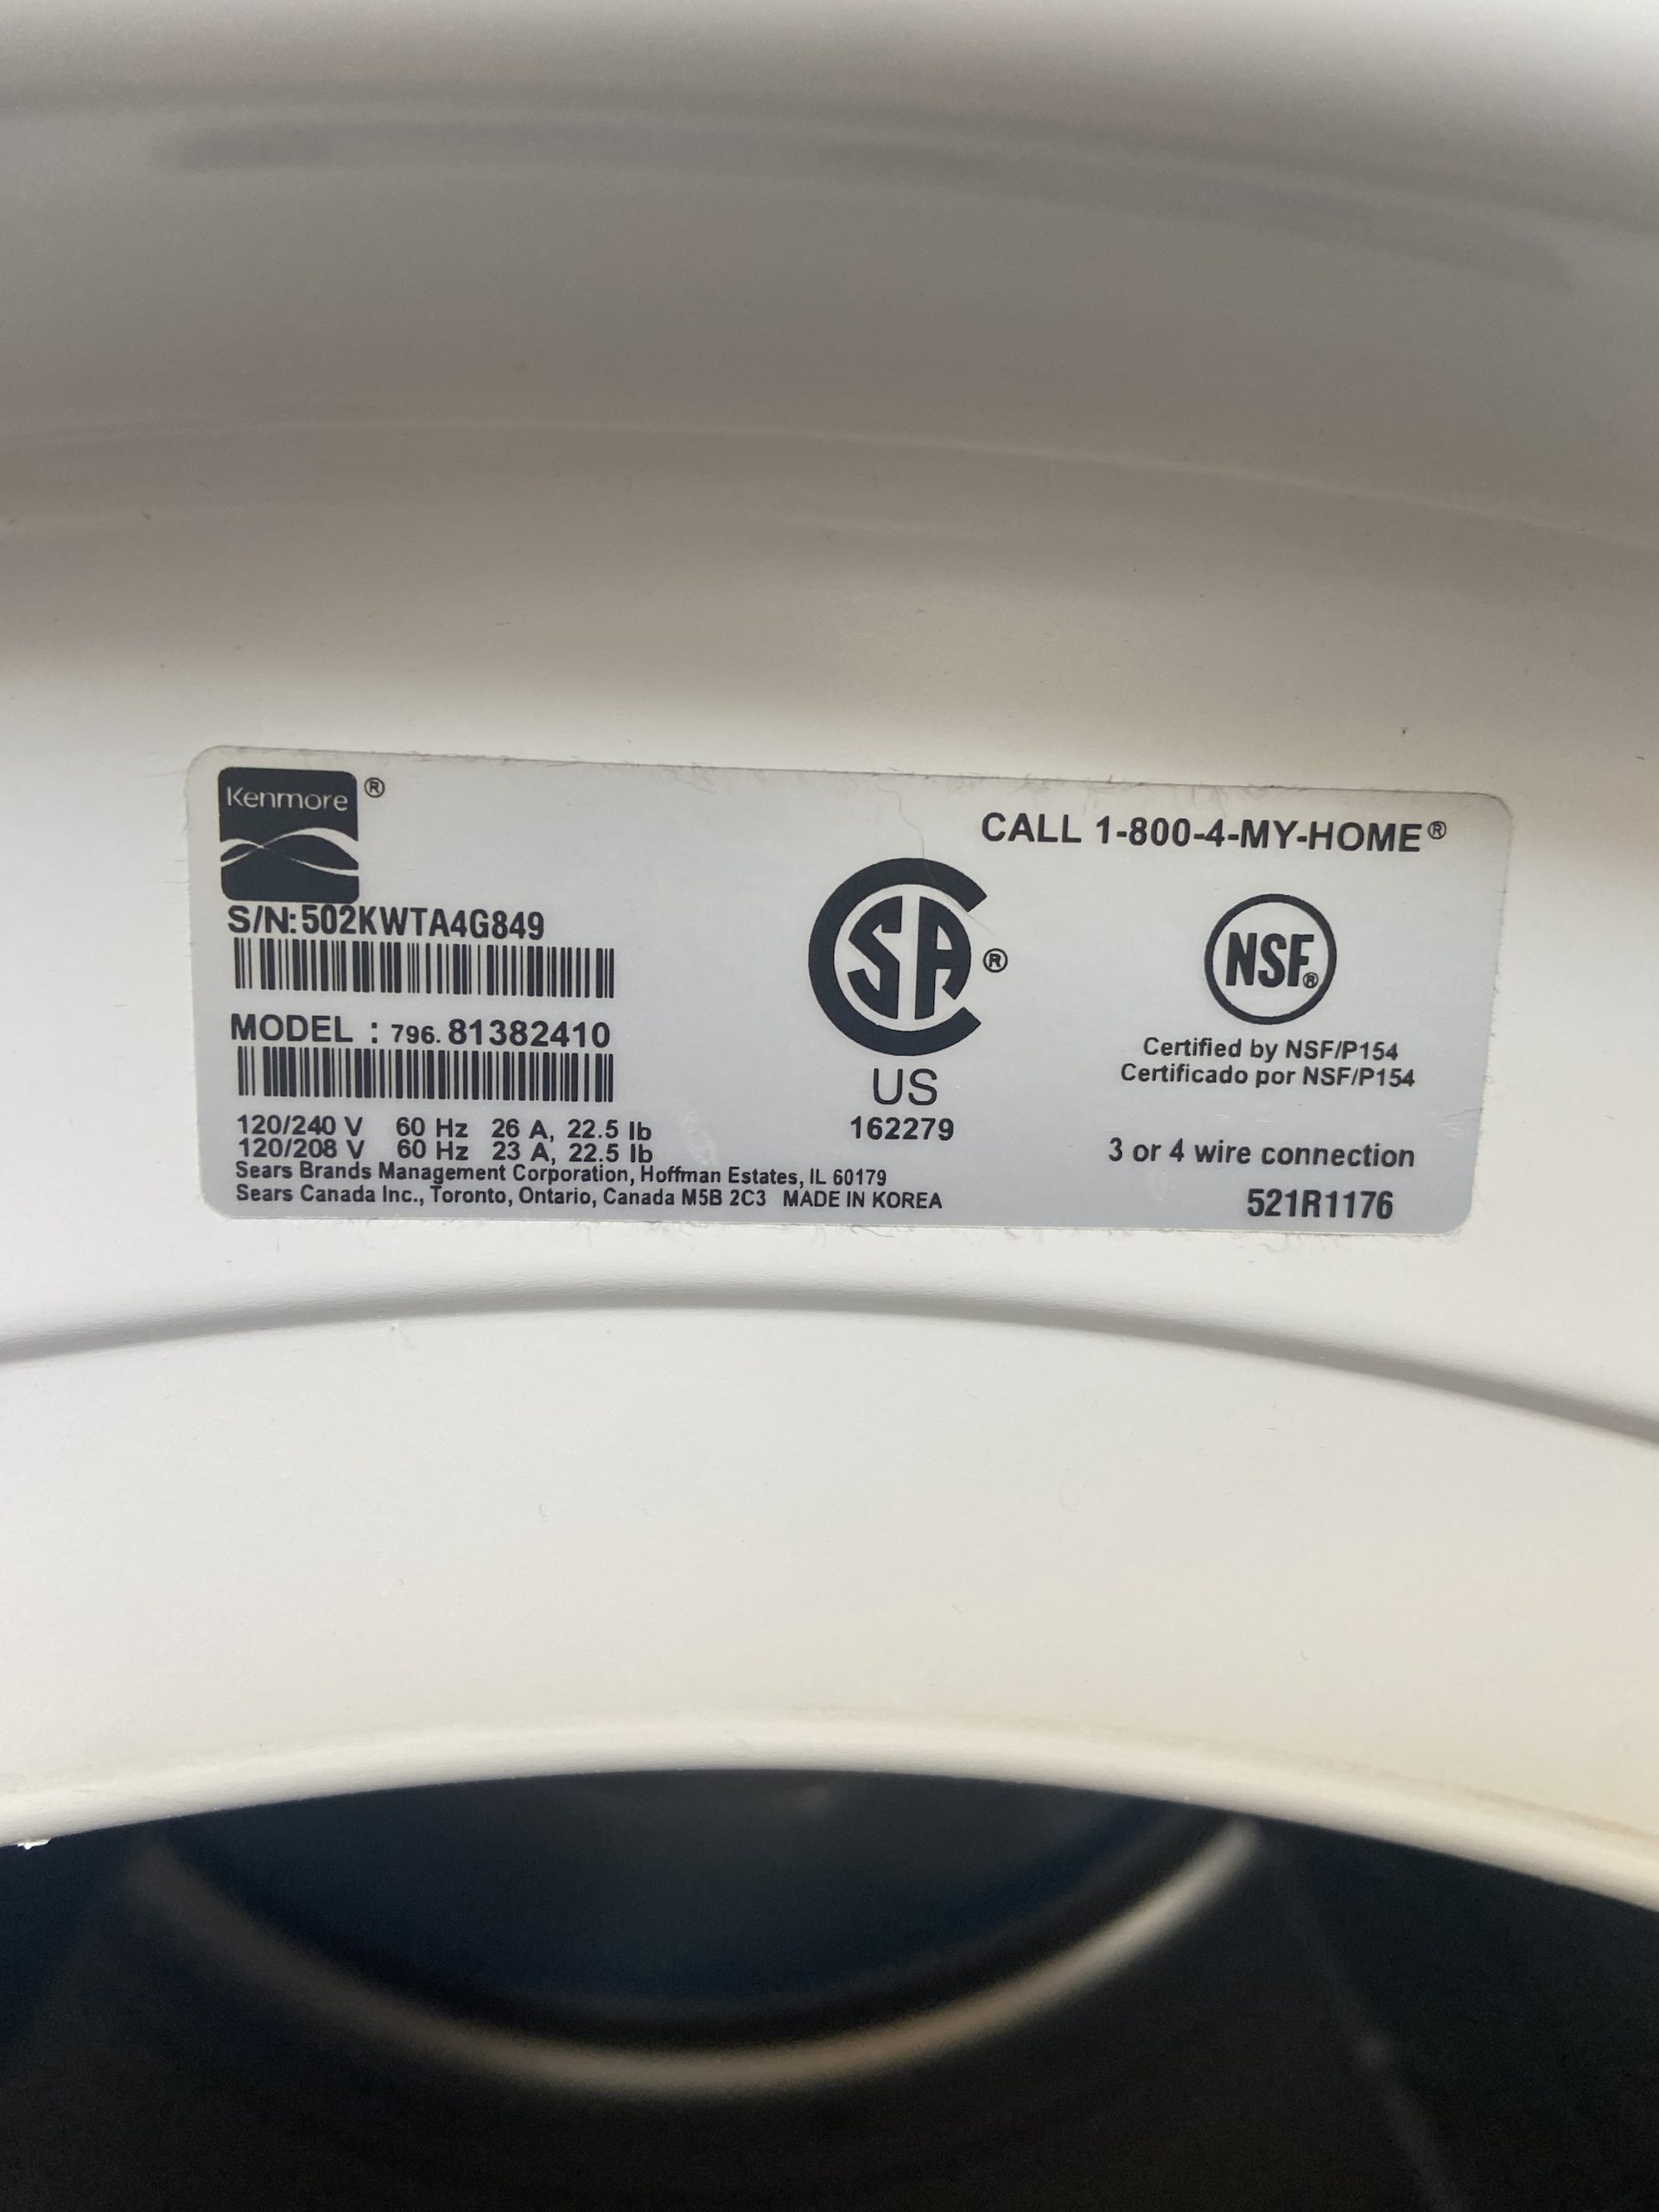 Kenmore ®
CALL 1-800-4-MY-HOME®
S/N:502KWTA4G849
MODEL : 796.81382410
120/240 V 60 Hz 26 A, 22.5 lb
120/208 V 60 Hz 23 A, 22.5 lb
Sears Brands Management Corporation, Hoffman Estates, IL 60179
Sears Canada Inc., Toronto, Ontario, Canada M5B 2C3 MADE IN KOREA
CSA ®
US
162279
NSF®
Certified by NSF/P154
Certificado por NSF/P154
3 or 4 wire connection
521R1176